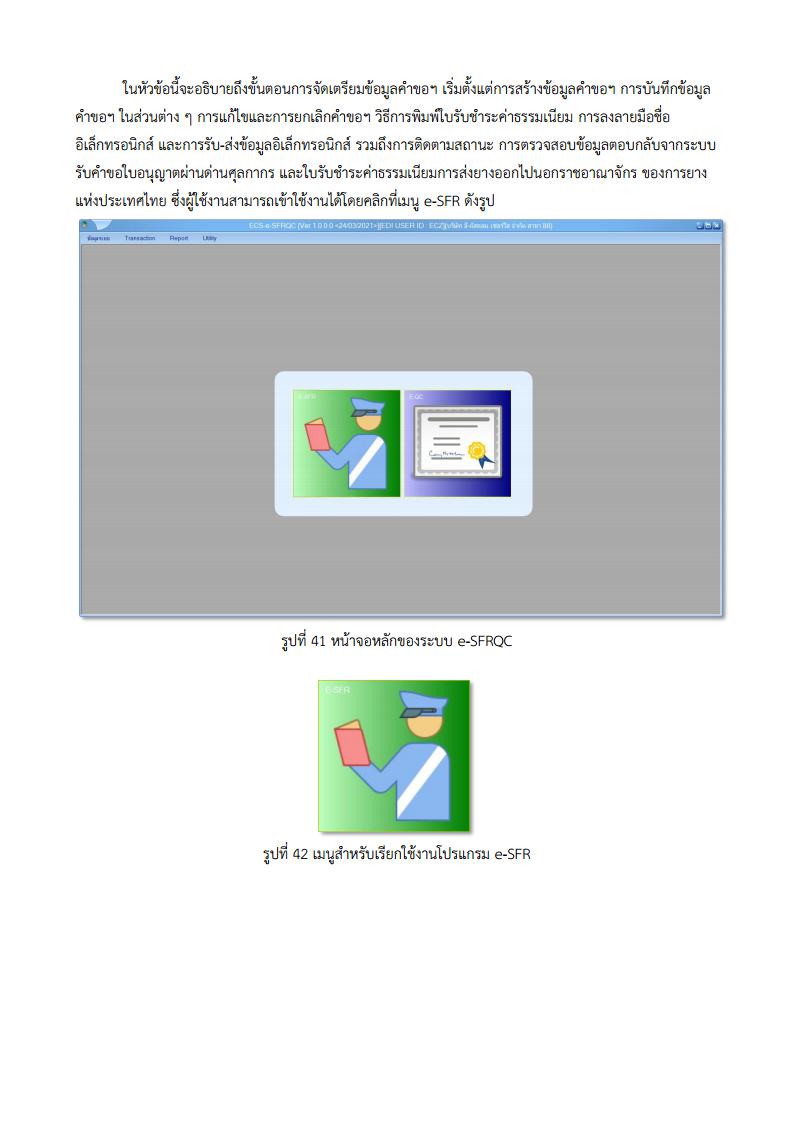 ในหัวข้อนี้จะอธิบายถึงขั้นตอนการจัดเตรียมข้อมูลคำขอฯ เริ่มตั้งแต่การสร้างข้อมูลคำขอฯ การบันทึกข้อมูล
คำขอฯ ในส่วนต่าง ๆ การแก้ไขและการยกเลิกคำขอฯ วิธีการพิมพ์ใบรับชำระค่าธรรมเนียม การลงลายมือชื่อ
อิเล็กทรอนิกส์ และการรับ-ส่งข้อมูลอิเล็กทรอนิกส์ รวมถึงการติดตามสถานะ การตรวจสอบข้อมูลตอบกลับจากระบบ
รับคำขอใบอนุญาตผ่านด่านศุลกากร และใบรับชำระค่าธรรมเนียมการส่งยางออกไปนอกราชอาณาจักร ของการยาง
แห่งประเทศไทย ซึ่งผู้ใช้งานสามารถเข้าใช้งานได้โดยคลิกที่เมนู e-SFR ดังรูป
ECS-e-SFRQC [Ver 1.0.0.0 <24/03/2021>][EDI USER ID : ECZ]
Transaction Report Utility
E-SFR E-QC
รูปที่ 41 หน้าจอหลักของระบบ e-SFRQC
E-SFR
รูปที่ 42 เมนูสำหรับเรียกใช้งานโปรแกรม e-SFR